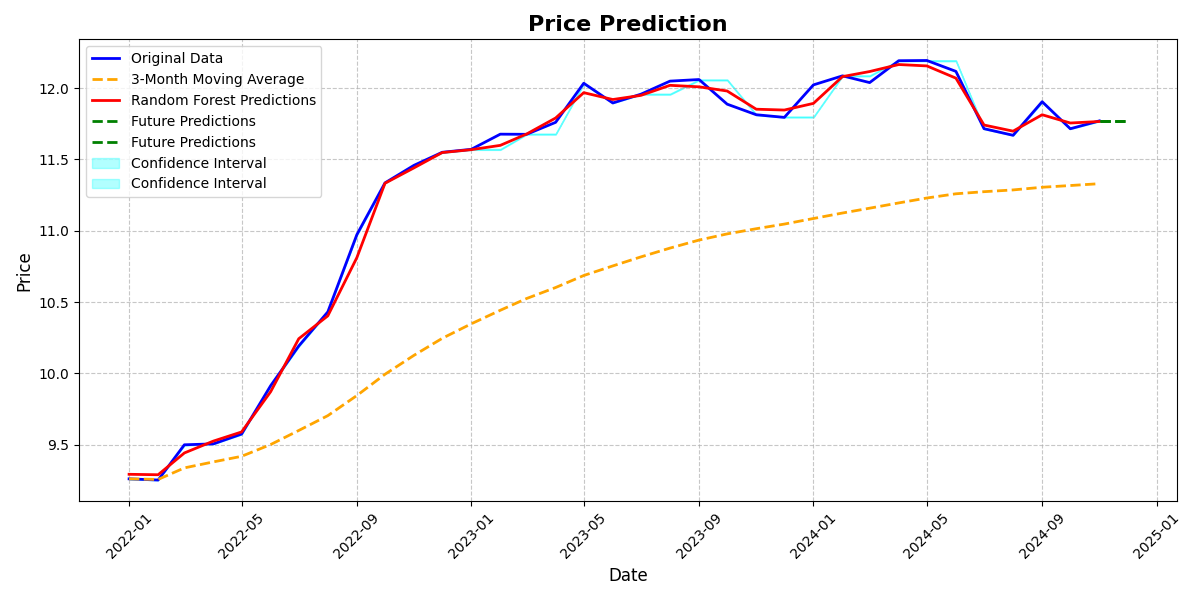 Price Prediction
Original Data
3-Month Moving Average
Random Forest Predictions
Future Predictions
Future Predictions
Confidence Interval
Confidence Interval
12.0
11.5
11.0
10.5
10.0
9.5
Price
2022-01
2022-05
2022-09
2023-01
2023-05
2023-09
2024-01
2024-05
2024-09
2025-01
Date